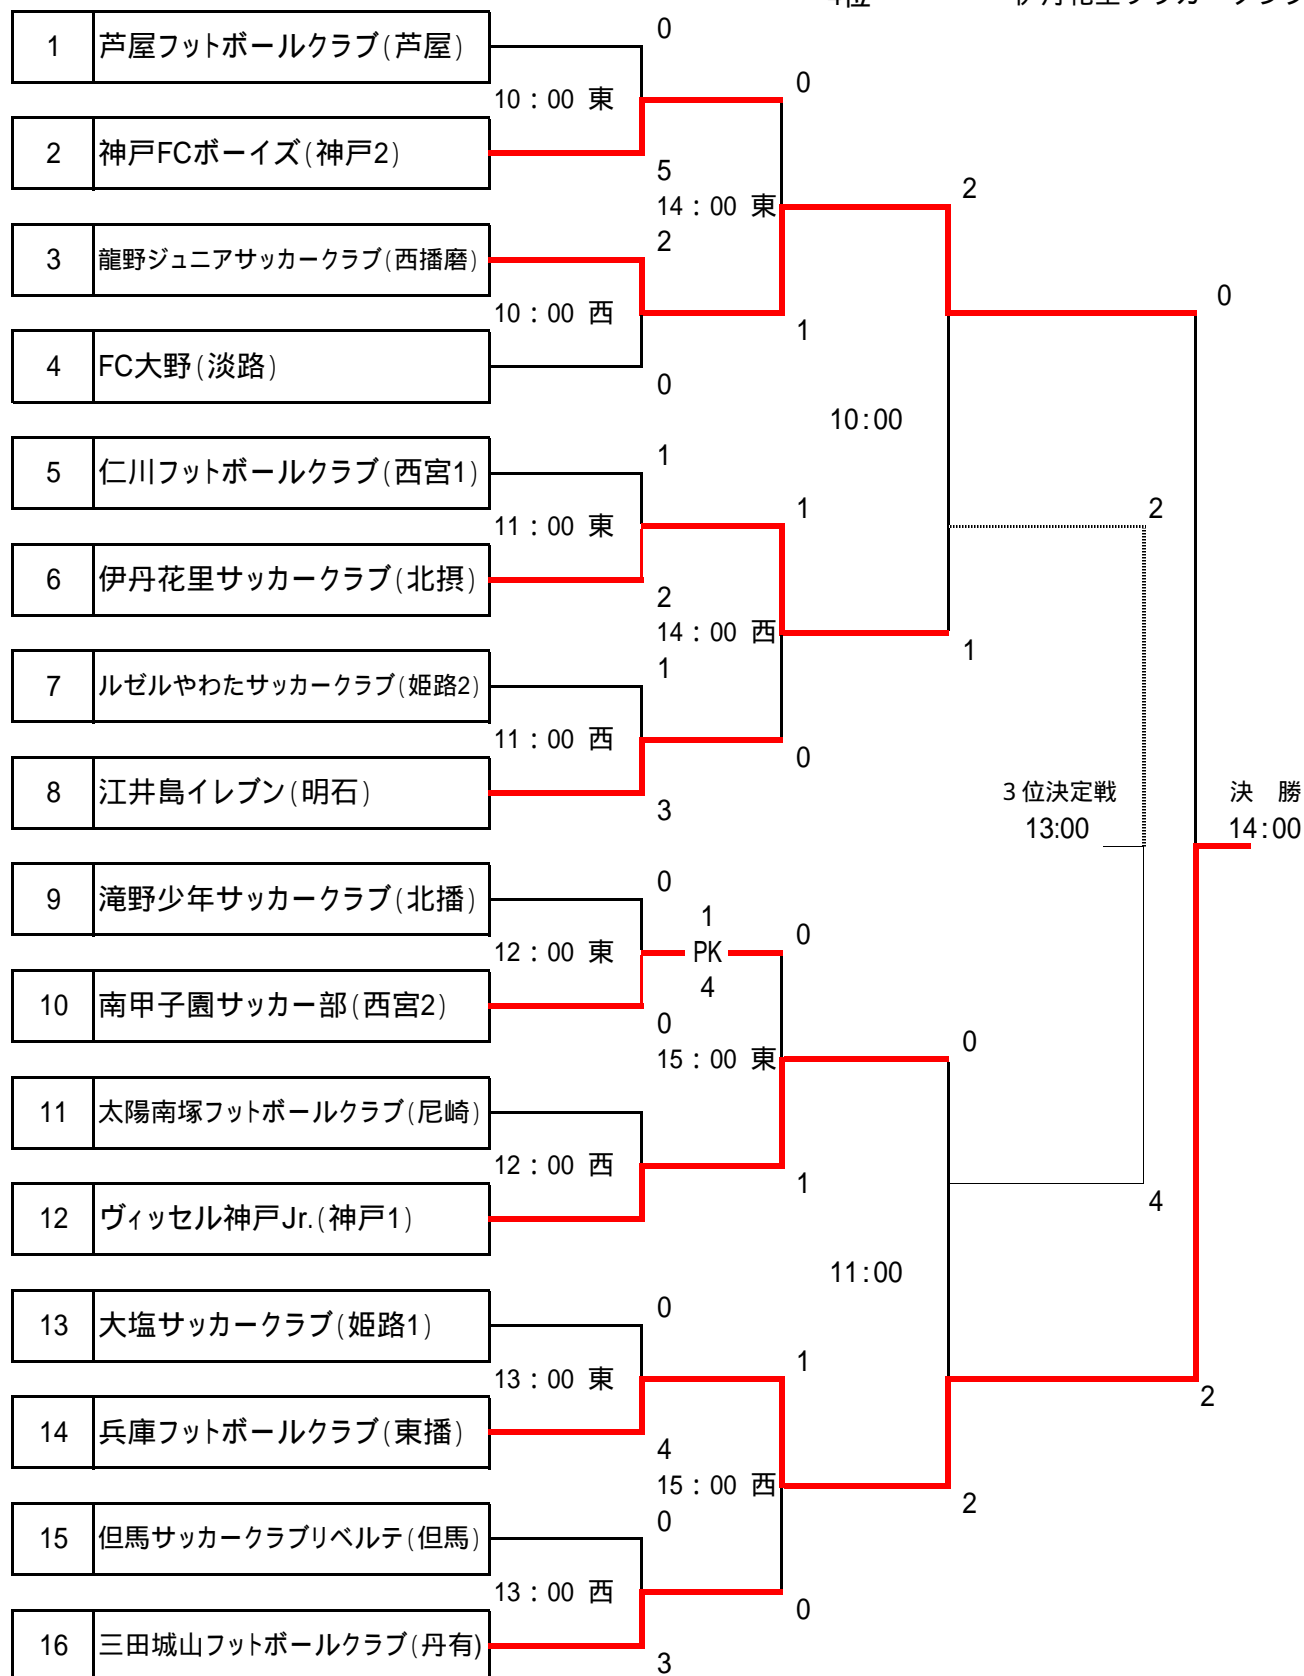 4位 伊丹花里サッカークラブ
0
1 芦屋フットボールクラブ(芦屋)
0
10：00 東
2 神戸FCボーイズ(神戸2)
5
2
14：00 東
2
3 龍野ジュニアサッカークラブ(西播磨)
0
10：00 西
1
4 FC大野(淡路)
0
10:00
1
5 仁川フットボールクラブ(西宮1)
1
2
11：00 東
6 伊丹花里サッカークラブ(北摂)
2
14：00 西
1
1
7 ルゼルやわたサッカークラブ(姫路2)
11：00 西
0
8 江井島イレブン(明石)
3位決定戦 決 勝
3
13:00 14:00
0
9 滝野少年サッカークラブ(北播)
1
0
12：00 東
PK
4
10 南甲子園サッカー部(西宮2)
0
0
15：00 東
11 太陽南塚フットボールクラブ(尼崎)
12：00 西
1
4
12 ヴィッセル神戸Jr.(神戸1)
11:00
0
13 大塩サッカークラブ(姫路1)
1
13：00 東
2
14 兵庫フットボールクラブ(東播)
4
15：00 西
2
0
15 但馬サッカークラブリベルテ(但馬)
13：00 西
0
16 三田城山フットボールクラブ(丹有)
3